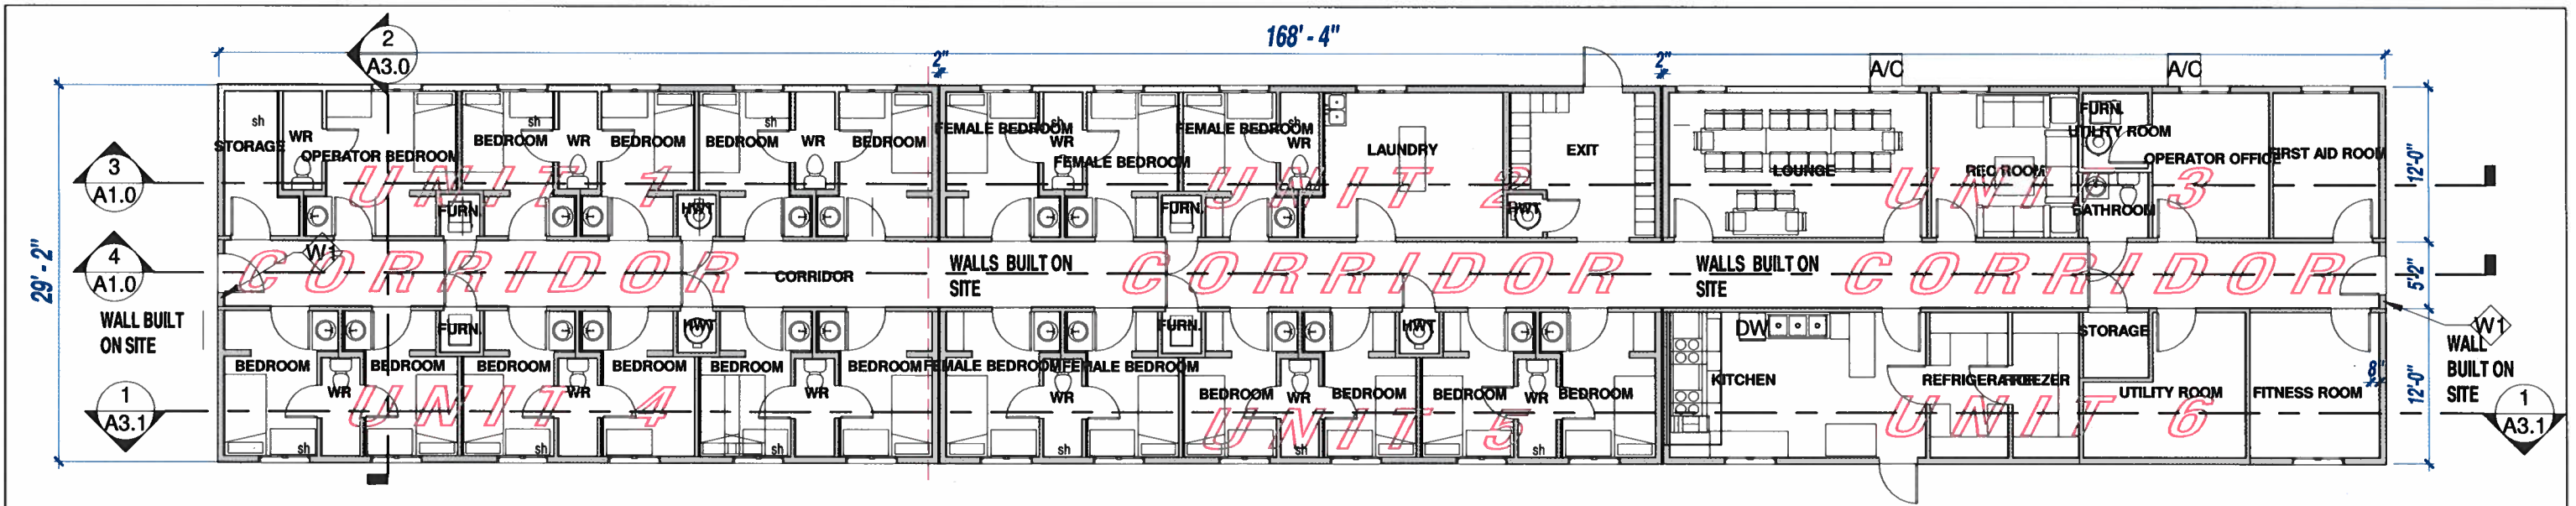 168' - 4"
2
A3.0
2"
2"
A/C
A/C
sh
STORAGE
WR
OPERATOR BEDROOM
BEDROOM
sh
WR
BEDROOM
BEDROOM
sh
WR
BEDROOM
FEMALE BEDROOM
sh
WR
FEMALE BEDROOM
FEMALE BEDROOM
sh
WR
LAUNDRY
EXIT
LOUNGE
REC ROOM
FURN.
UTILITY ROOM
OPERATOR OFFICE
FIRST AID ROOM
BATHROOM
12'-0"
3
A1.0
UNIT 1
UNIT 2
UNIT 3
FURN.
HWT
FURN.
HWT
29' - 2"
4
A1.0
W1
CORRIDOR
CORRIDOR
WALLS BUILT ON
SITE
CORRIDOR
WALLS BUILT ON
SITE
CORRIDOR
5'-2"
WALL BUILT
ON SITE
FURN.
HWT
FURN.
HWT
DW
STORAGE
W1
WALL
BUILT ON
SITE
BEDROOM
WR
BEDROOM
BEDROOM
WR
BEDROOM
BEDROOM
WR
BEDROOM
FEMALE BEDROOM
WR
FEMALE BEDROOM
BEDROOM
WR
BEDROOM
BEDROOM
WR
BEDROOM
KITCHEN
REFRIGERATOR
FREEZER
UTILITY ROOM
FITNESS ROOM
8"
12'-0"
1
A3.1
UNIT 4
UNIT 5
UNIT 6
1
A3.1
sh
sh
sh
sh
sh
sh